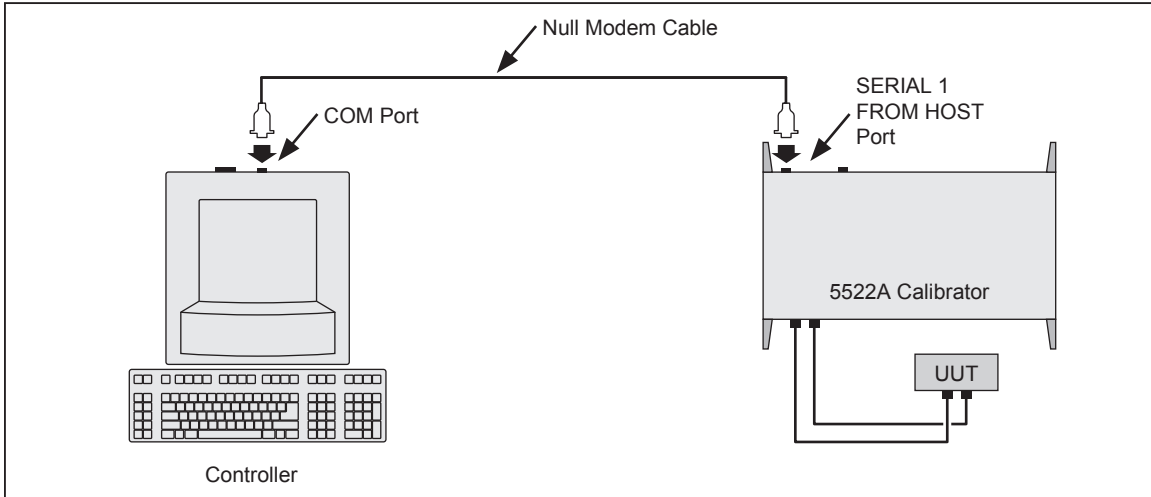 Null Modem Cable
COM Port
SERIAL 1
FROM HOST
Port
5522A Calibrator
UUT
Controller